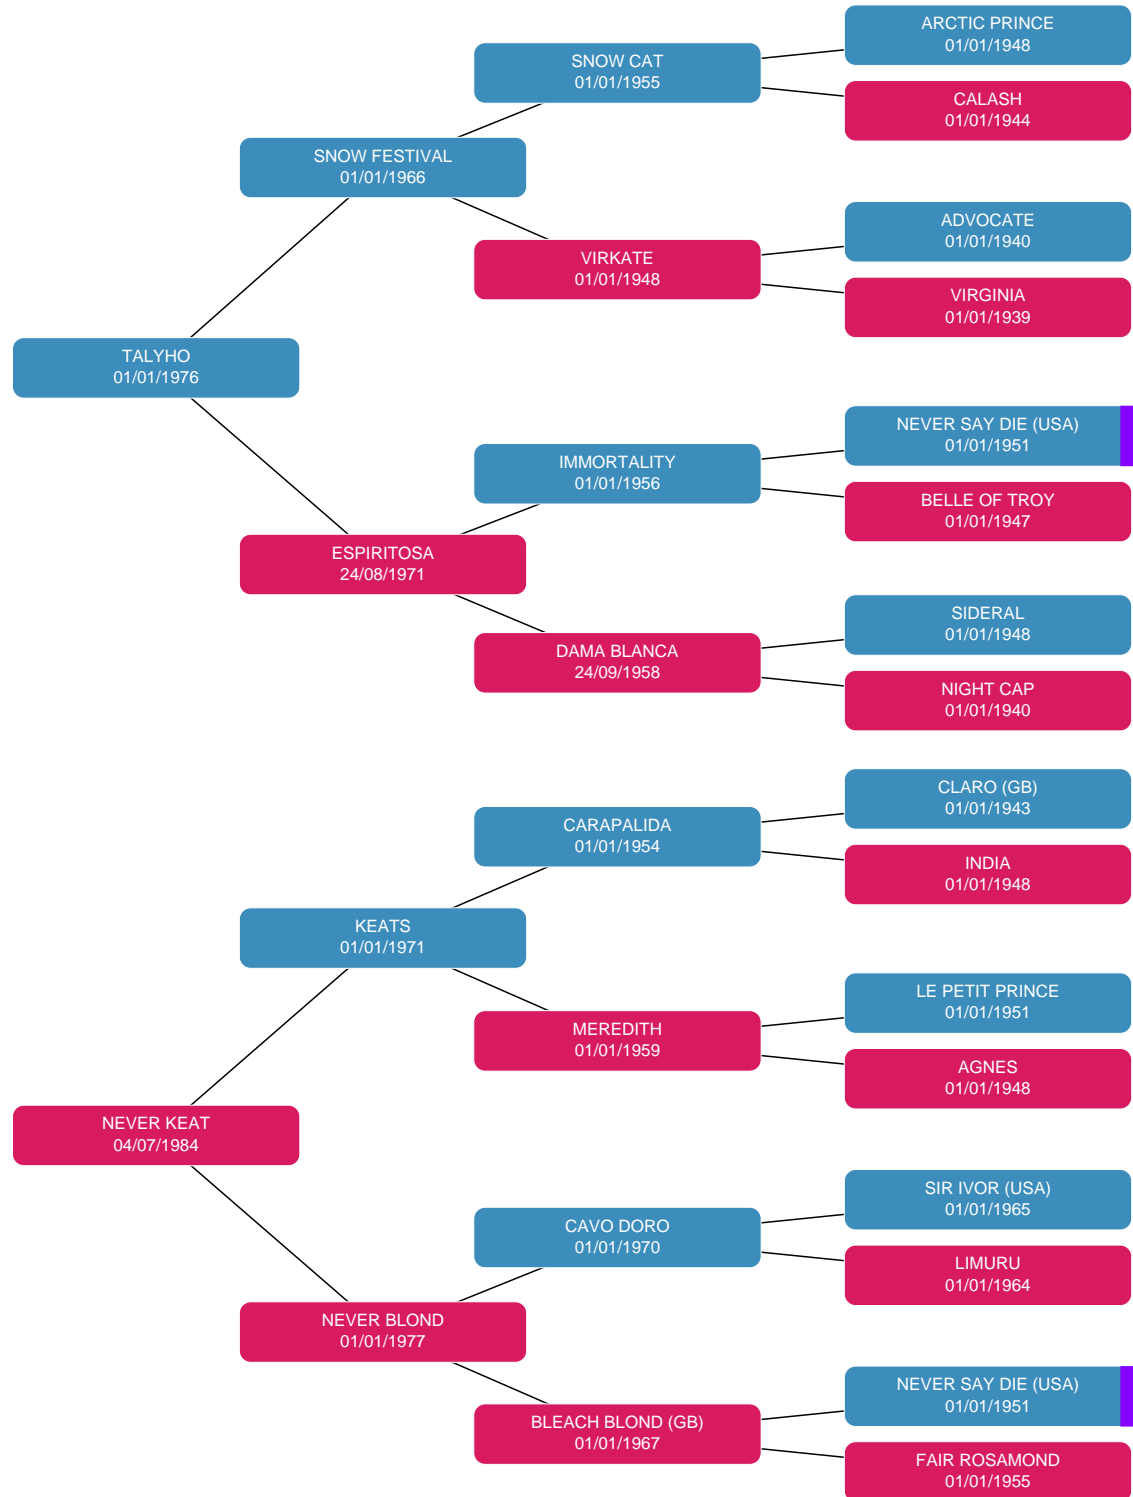 ARCTIC PRINCE
01/01/1948
SNOW CAT
01/01/1955
CALASH
01/01/1944
SNOW FESTIVAL
01/01/1966
ADVOCATE
01/01/1940
VIRKATE
01/01/1948
VIRGINIA
01/01/1939
TALYHO
01/01/1976
NEVER SAY DIE (USA)
01/01/1951
IMMORTALITY
01/01/1956
BELLE OF TROY
01/01/1947
ESPIRITOSA
24/08/1971
SIDERAL
01/01/1948
DAMA BLANCA
24/09/1958
NIGHT CAP
01/01/1940
CLARO (GB)
01/01/1943
CARAPALIDA
01/01/1954
INDIA
01/01/1948
KEATS
01/01/1971
LE PETIT PRINCE
01/01/1951
MEREDITH
01/01/1959
AGNES
01/01/1948
NEVER KEAT
04/07/1984
SIR IVOR (USA)
01/01/1965
CAVO DORO
01/01/1970
LIMURU
01/01/1964
NEVER BLOND
01/01/1977
NEVER SAY DIE (USA)
01/01/1951
BLEACH BLOND (GB)
01/01/1967
FAIR ROSAMOND
01/01/1955